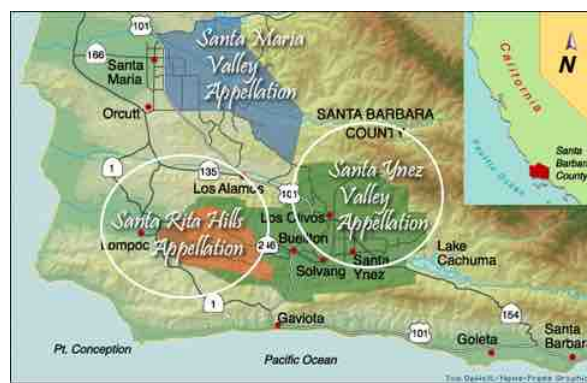 101
Santa Maria
Valley
Appellation
166
Santa
Maria
Orcutt
SANTA BARBARA
COUNTY
1
135
Los Alamos
101
Santa Ynez
Valley
Appellation
Los Olivos
Santa Rita Hills
Appellation
Lompoc
246
Buellton
Solvang
Santa
Ynez
Lake
Cachuma
1
154
Gaviota
101
Goleta
Santa
Barbara
Pt. Conception
Pacific Ocean
California
N
Pacific Ocean
Santa
Barbara
County